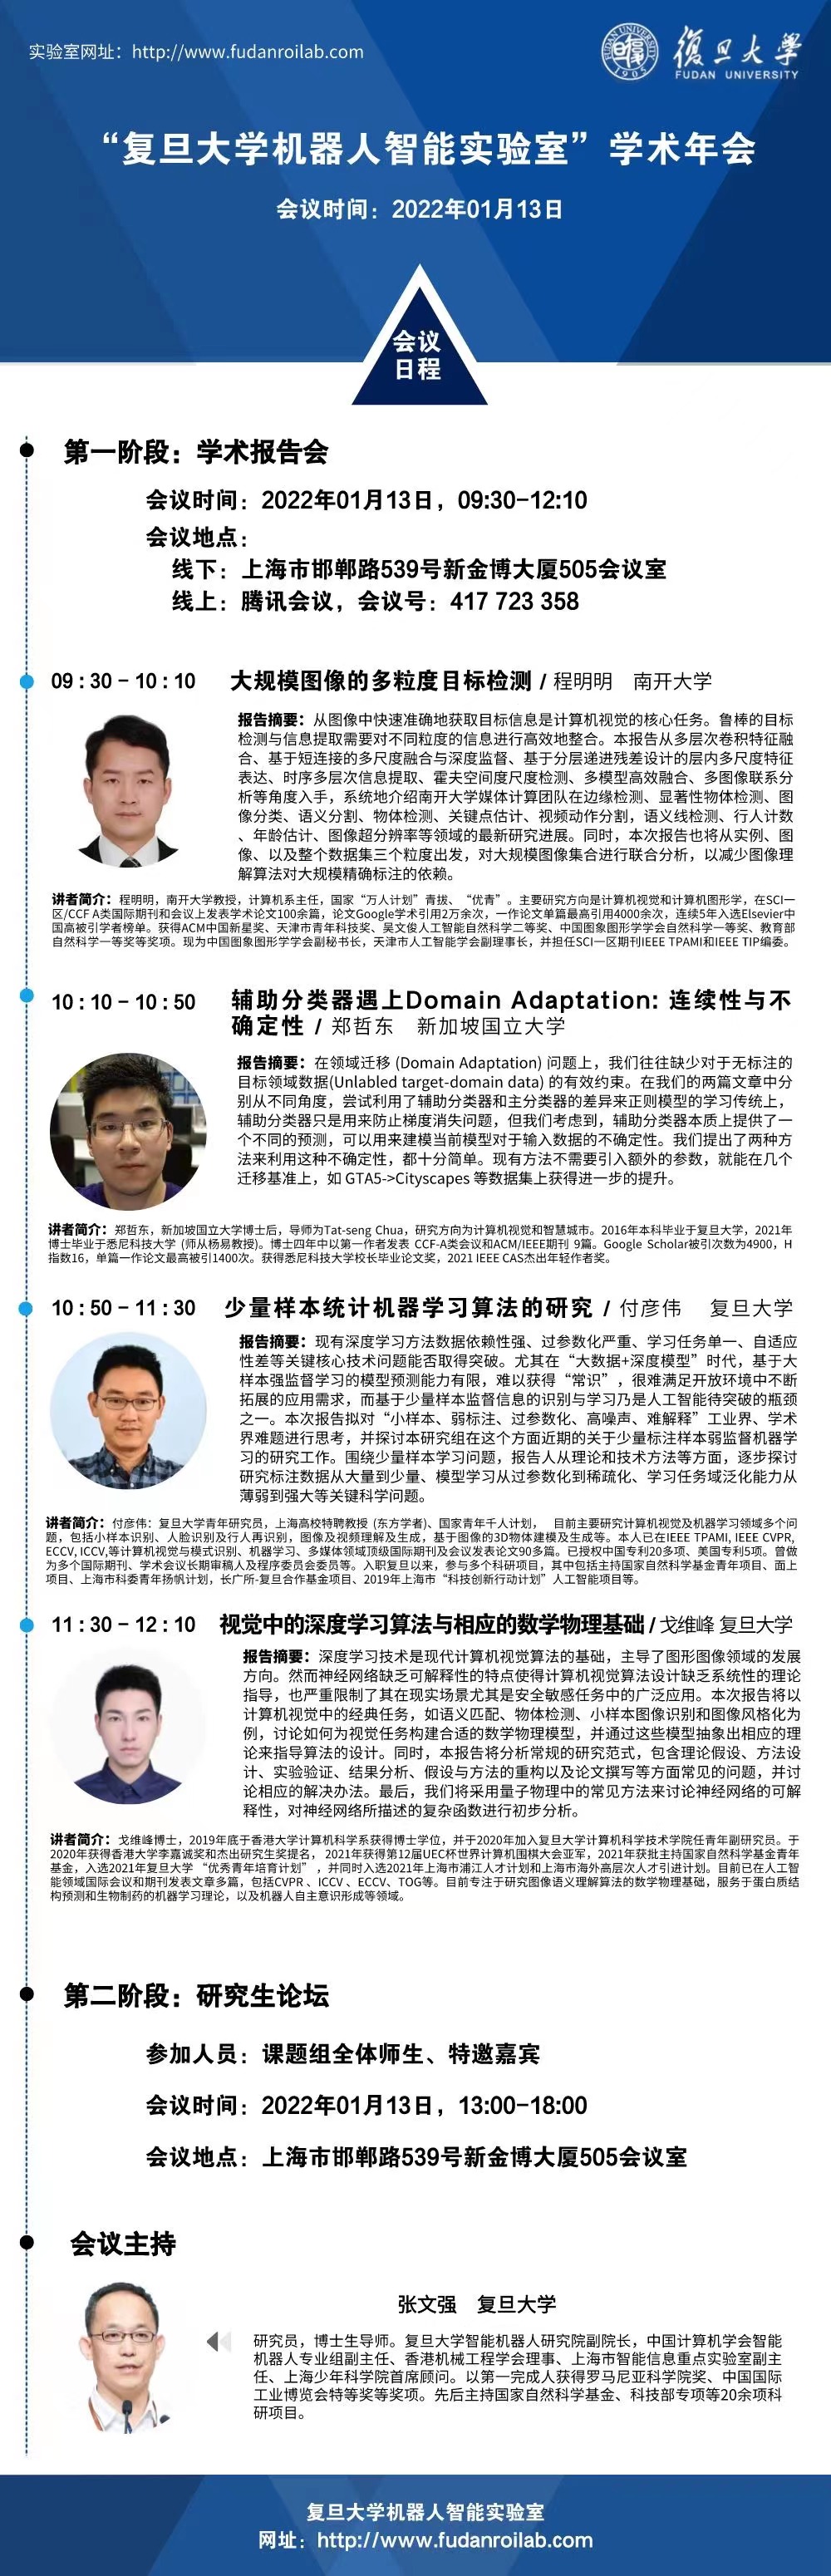 实验室网址：http://www.fudanroilab.com
復旦大學
FUDAN UNIVERSITY
“复旦大学机器人智能实验室”学术年会
会议时间：2022年01月13日
会议
日程
第一阶段：学术报告会
会议时间：2022年01月13日，09:30-12:10
会议地点：
线下：上海市邯郸路539号新金博大厦505会议室
线上：腾讯会议，会议号：417 723 358
09 : 30 - 10 : 10 大规模图像的多粒度目标检测 / 程明明 南开大学
报告摘要：从图像中快速准确地获取目标信息是计算机视觉的核心任务。鲁棒的目标
检测与信息提取需要对不同粒度的信息进行高效地整合。本报告从多层次卷积特征融
合、基于短连接的多尺度融合与深度监督、基于分层递进残差设计的层内多尺度特征
表达、时序多层次信息提取、霍夫空间度尺度检测、多模型高效融合、多图像联系分
析等角度入手，系统地介绍南开大学媒体计算团队在边缘检测、显著性物体检测、图
像分类、语义分割、物体检测、关键点估计、视频动作分割，语义线检测、行人计数
、年龄估计、图像超分辨率等领域的最新研究进展。同时，本次报告也将从实例、图
像、以及整个数据集三个粒度出发，对大规模图像集合进行联合分析，以减少图像理
解算法对大规模精确标注的依赖。
讲者简介：程明明，南开大学教授，计算机系主任，国家“万人计划”青拔、“优青”。主要研究方向是计算机视觉和计算机图形学，在SCI一
区/CCF A类国际期刊和会议上发表学术论文100余篇，论文Google学术引用2万余次，一作论文单篇最高引用4000余次，连续5年入选Elsevier中
国高被引学者榜单。获得ACM中国新星奖、天津市青年科技奖、吴文俊人工智能自然科学二等奖、中国图象图形学学会自然科学一等奖、教育部
自然科学一等奖等奖项。现为中国图象图形学学会副秘书长，天津市人工智能学会副理事长，并担任SCI一区期刊IEEE TPAMI和IEEE TIP编委。
10 : 10 - 10 : 50 辅助分类器遇上Domain Adaptation: 连续性与不
确定性 / 郑哲东 新加坡国立大学
报告摘要：在领域迁移 (Domain Adaptation) 问题上，我们往往缺少对于无标注的
目标领域数据(Unlabled target-domain data) 的有效约束。在我们的两篇文章中分
别从不同角度，尝试利用了辅助分类器和主分类器的差异来正则模型的学习传统上，
辅助分类器只是用来防止梯度消失问题，但我们考虑到，辅助分类器本质上提供了一
个不同的预测，可以用来建模当前模型对于输入数据的不确定性。我们提出了两种方
法来利用这种不确定性，都十分简单。现有方法不需要引入额外的参数，就能在几个
迁移基准上，如 GTA5->Cityscapes 等数据集上获得进一步的提升。
讲者简介：郑哲东，新加坡国立大学博士后，导师为Tat-seng Chua，研究方向为计算机视觉和智慧城市。2016年本科毕业于复旦大学，2021年
博士毕业于悉尼科技大学 (师从杨易教授)。博士四年中以第一作者发表 CCF-A类会议和ACM/IEEE期刊 9篇。Google Scholar被引次数为4900，H
指数16，单篇一作论文最高被引1400次。获得悉尼科技大学校长毕业论文奖，2021 IEEE CAS杰出年轻作者奖。
10 : 50 - 11 : 30 少量样本统计机器学习算法的研究 / 付彦伟 复旦大学
报告摘要：现有深度学习方法数据依赖性强、过参数化严重、学习任务单一、自适应
性差等关键核心技术问题能否取得突破。尤其在“大数据+深度模型”时代，基于大
样本强监督学习的模型预测能力有限，难以获得“常识”，很难满足开放环境中不断
拓展的应用需求，而基于少量样本监督信息的识别与学习乃是人工智能待突破的瓶颈
之一。本次报告拟对“小样本、弱标注、过参数化、高噪声、难解释”工业界、学术
界难题进行思考，并探讨本研究组在这个方面近期的关于少量标注样本弱监督机器学
习的研究工作。围绕少量样本学习问题，报告人从理论和技术方法等方面，逐步探讨
研究标注数据从大量到少量、模型学习从过参数化到稀疏化、学习任务域泛化能力从
薄弱到强大等关键科学问题。
讲者简介：付彦伟：复旦大学青年研究员，上海高校特聘教授 (东方学者)、国家青年千人计划， 目前主要研究计算机视觉及机器学习领域多个问
题，包括小样本识别、人脸识别及行人再识别，图像及视频理解及生成，基于图像的3D物体建模及生成等。本人已在IEEE TPAMI, IEEE CVPR,
ECCV, ICCV,等计算机视觉与模式识别、机器学习、多媒体领域顶级国际期刊及会议发表论文90多篇。已授权中国专利20多项、美国专利5项。曾做
为多个国际期刊、学术会议长期审稿人及程序委员会委员等。入职复旦以来，参与多个科研项目，其中包括主持国家自然科学基金青年项目、面上
项目、上海市科委青年扬帆计划，长广所-复旦合作基金项目、2019年上海市“科技创新行动计划”人工智能项目等。
11 : 30 - 12 : 10 视觉中的深度学习算法与相应的数学物理基础 / 戈维峰 复旦大学
报告摘要：深度学习技术是现代计算机视觉算法的基础，主导了图形图像领域的发展
方向。然而神经网络缺乏可解释性的特点使得计算机视觉算法设计缺乏系统性的理论
指导，也严重限制了其在现实场景尤其是安全敏感任务中的广泛应用。本次报告将以
计算机视觉中的经典任务，如语义匹配、物体检测、小样本图像识别和图像风格化为
例，讨论如何为视觉任务构建合适的数学物理模型，并通过这些模型抽象出相应的理
论来指导算法的设计。同时，本报告将分析常规的研究范式，包含理论假设、方法设
计、实验验证、结果分析、假设与方法的重构以及论文撰写等方面常见的问题，并讨
论相应的解决办法。最后，我们将采用量子物理中的常见方法来讨论神经网络的可解
释性，对神经网络所描述的复杂函数进行初步分析。
讲者简介：戈维峰博士，2019年底于香港大学计算机科学系获得博士学位，并于2020年加入复旦大学计算机科学技术学院任青年副研究员。于
2020年获得香港大学李嘉诚奖和杰出研究生奖提名， 2021年获得第12届UEC杯世界计算机围棋大会亚军，2021年获批主持国家自然科学基金青年
基金，入选2021年复旦大学 “优秀青年培育计划” ，并同时入选2021年上海市浦江人才计划和上海市海外高层次人才引进计划。目前已在人工智
能领域国际会议和期刊发表文章多篇，包括CVPR 、ICCV 、ECCV、TOG等。目前专注于研究图像语义理解算法的数学物理基础，服务于蛋白质结
构预测和生物制药的机器学习理论，以及机器人自主意识形成等领域。
第二阶段：研究生论坛
参加人员：课题组全体师生、特邀嘉宾
会议时间：2022年01月13日，13:00-18:00
会议地点：上海市邯郸路539号新金博大厦505会议室
会议主持
张文强 复旦大学
研究员，博士生导师。复旦大学智能机器人研究院副院长，中国计算机学会智能
机器人专业组副主任、香港机械工程学会理事、上海市智能信息重点实验室副主
任、上海少年科学院首席顾问。以第一完成人获得罗马尼亚科学院奖、中国国际
工业博览会特等奖等奖项。先后主持国家自然科学基金、科技部专项等20余项科
研项目。
复旦大学机器人智能实验室
网址：http://www.fudanroilab.com